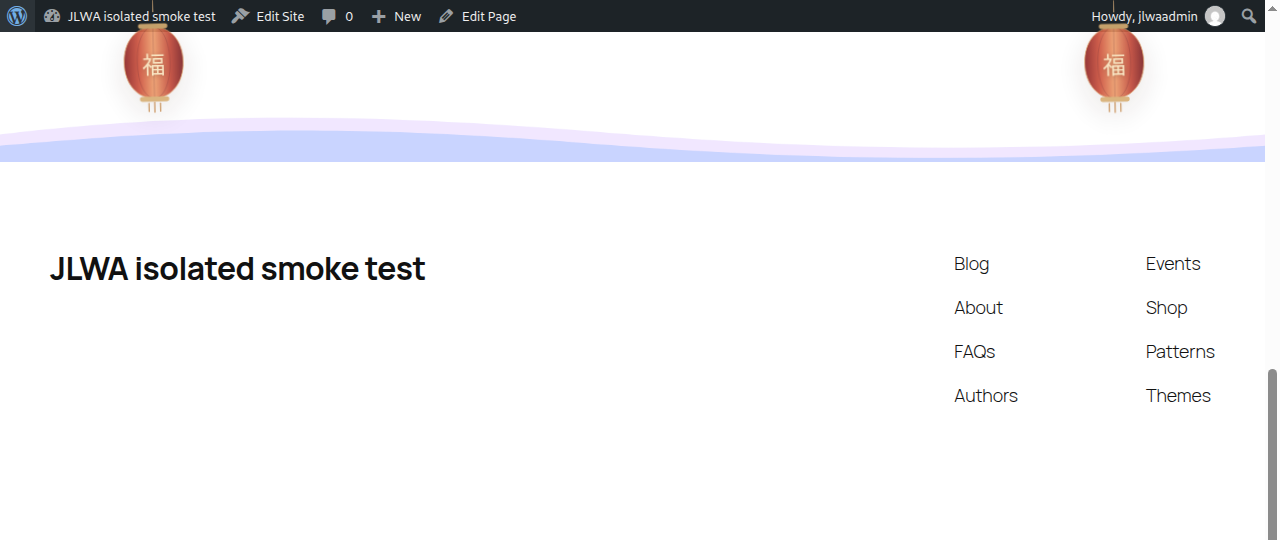 JLWA isolated smoke test Edit Site 0 New Edit Page Howdy, jlwaadmin
福 福
JLWA isolated smoke test
Blog Events
About Shop
FAQs Patterns
Authors Themes